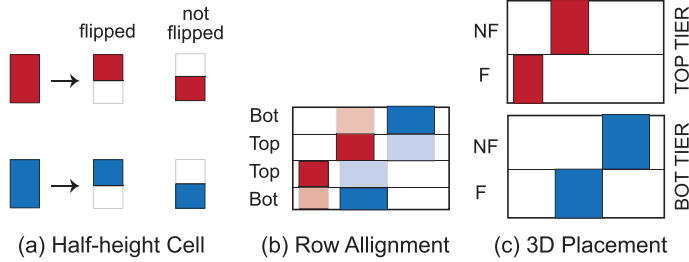 flipped
not
flipped
(a) Half-height Cell
Bot
Top
Top
Bot
(b) Row Allignment
NF
F
TOP TIER
NF
F
BOT TIER
(c) 3D Placement